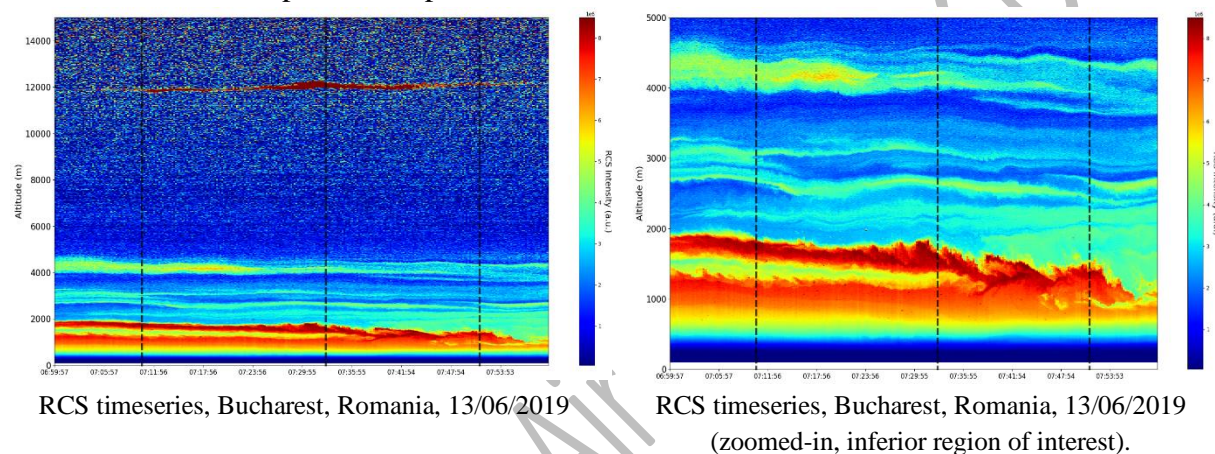 1e6
14000
12000
10000
8000
6000
4000
2000
0
Altitude (m)
06:59:57 07:05:57 07:11:56 07:17:56 07:23:56 07:29:55 07:35:55 07:41:54 07:47:54 07:53:53
8
7
6
5
4
3
2
1
RCS Intensity (a.u.)
1e6
5000
4000
3000
2000
1000
0
Altitude (m)
06:59:57 07:05:57 07:11:56 07:17:56 07:23:56 07:29:55 07:35:55 07:41:54 07:47:54 07:53:53
8
7
6
5
4
3
2
1
RCS timeseries, Bucharest, Romania, 13/06/2019
RCS timeseries, Bucharest, Romania, 13/06/2019
(zoomed-in, inferior region of interest).
Air